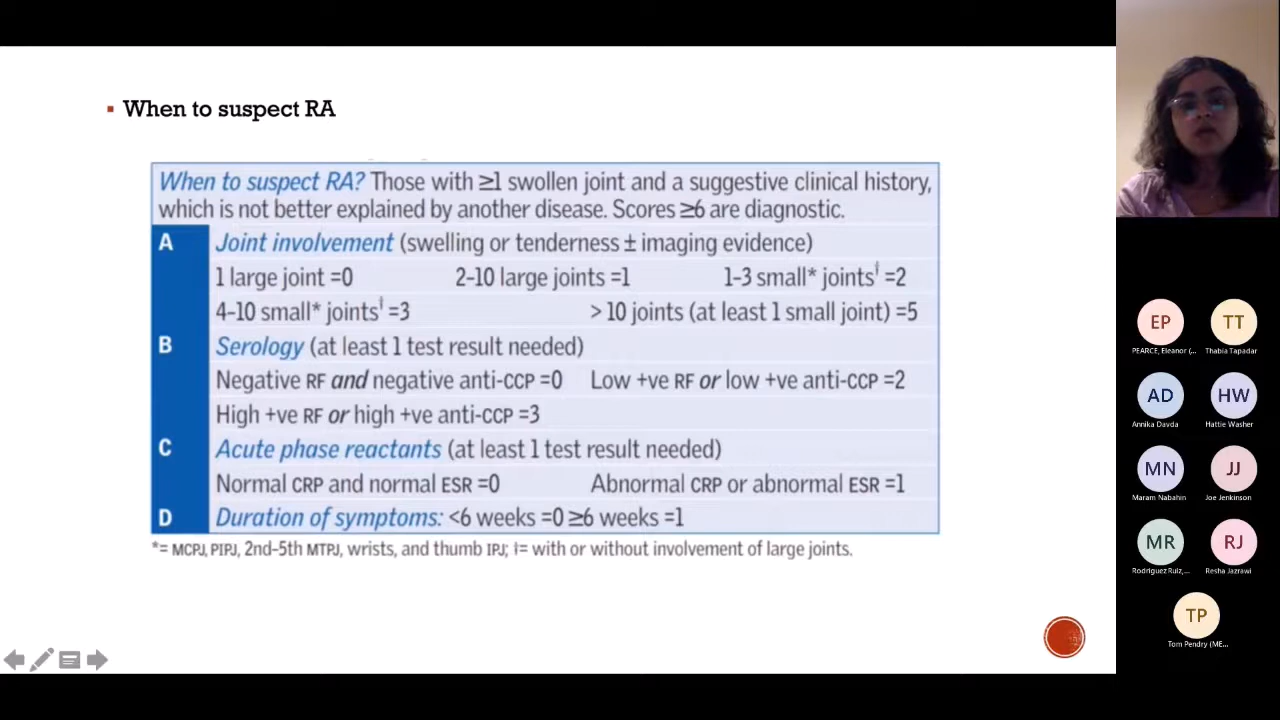 When to suspect RA
When to suspect RA? Those with ≥1 swollen joint and a suggestive clinical history,
which is not better explained by another disease. Scores ≥6 are diagnostic.
A Joint involvement (swelling or tenderness ± imaging evidence)
1 large joint =0 2-10 large joints =1 1-3 small* joints† =2
4-10 small* joints† =3 > 10 joints (at least 1 small joint) =5
B Serology (at least 1 test result needed)
Negative RF and negative anti-CCP =0 Low +ve RF or low +ve anti-CCP =2
High +ve RF or high +ve anti-CCP =3
C Acute phase reactants (at least 1 test result needed)
Normal CRP and normal ESR =0 Abnormal CRP or abnormal ESR =1
D Duration of symptoms: <6 weeks =0 ≥6 weeks =1
*= MCPJ, PIPJ, 2nd-5th MTPJ, wrists, and thumb IPJ; †= with or without involvement of large joints.
EP TT
PEARCE, Eleanor (... Thabia Tapadar
AD HW
Annika Davda Hattie Washer
MN JJ
Maram Nabahin Joe Jenkinson
MR RJ
Rodriguez Ruiz,... Resha Jazrawi
TP
Tom Pendry (ME...